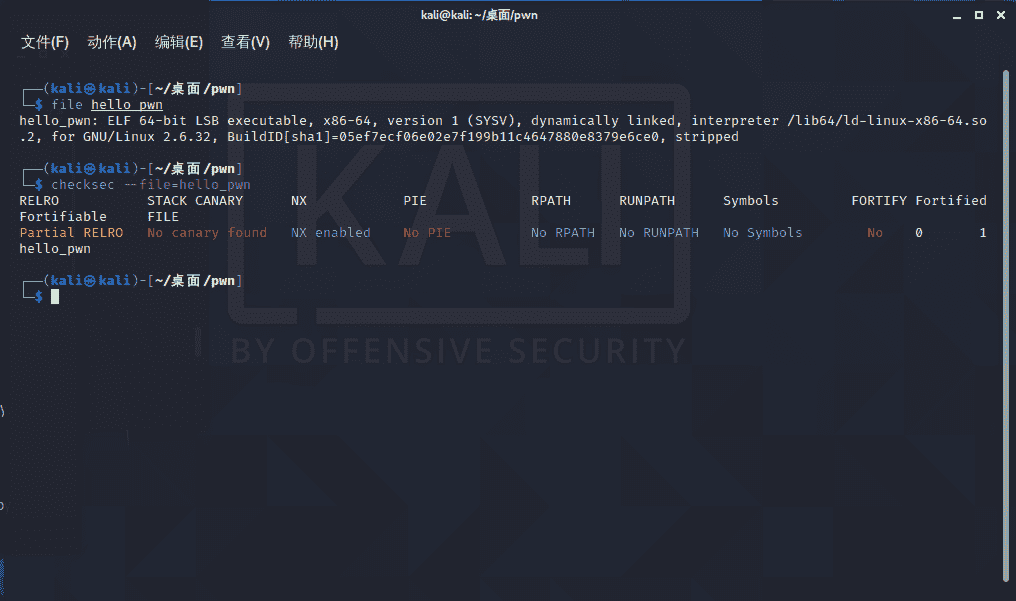 kali@kali: ~/桌面/pwn
文件(F) 动作(A) 编辑(E) 查看(V) 帮助(H)
┌──(kali㉿kali)-[~/桌面/pwn]
└─$ file hello_pwn
hello_pwn: ELF 64-bit LSB executable, x86-64, version 1 (SYSV), dynamically linked, interpreter /lib64/ld-linux-x86-64.so
.2, for GNU/Linux 2.6.32, BuildID[sha1]=05ef7ecf06e02e7f199b11c4647880e8379e6ce0, stripped
┌──(kali㉿kali)-[~/桌面/pwn]
└─$ checksec --file=hello_pwn
RELRO STACK CANARY NX PIE RPATH RUNPATH Symbols FORTIFY Fortified
Fortifiable FILE
Partial RELRO No canary found NX enabled No PIE No RPATH No RUNPATH No Symbols No 0 1
hello_pwn
┌──(kali㉿kali)-[~/桌面/pwn]
└─$
KALI
BY OFFENSIVE SECURITY